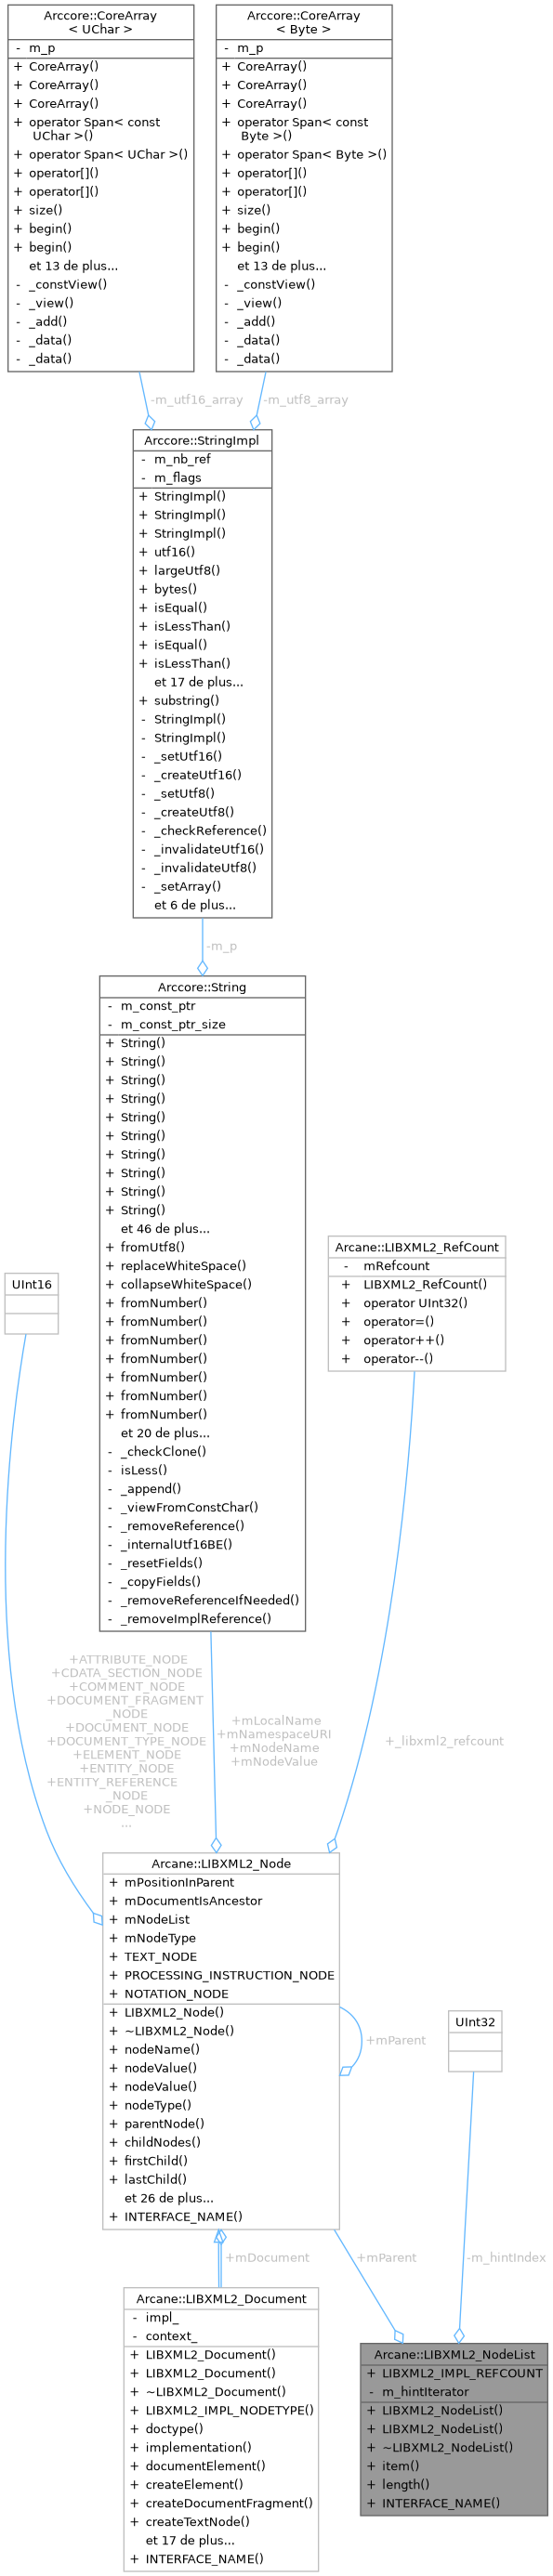 Arccore::CoreArray
< UChar >
- m_p
+ CoreArray()
+ CoreArray()
+ CoreArray()
+ operator Span< const
UChar >()
+ operator Span< UChar >()
+ operator[]()
+ operator[]()
+ size()
+ begin()
+ begin()
et 13 de plus...
- _constView()
- _view()
- _add()
- _data()
- _data()
Arccore::CoreArray
< Byte >
- m_p
+ CoreArray()
+ CoreArray()
+ CoreArray()
+ operator Span< const
Byte >()
+ operator Span< Byte >()
+ operator[]()
+ operator[]()
+ size()
+ begin()
+ begin()
et 13 de plus...
- _constView()
- _view()
- _add()
- _data()
- _data()
-m_utf16_array
-m_utf8_array
Arccore::StringImpl
- m_nb_ref
- m_flags
+ StringImpl()
+ StringImpl()
+ StringImpl()
+ utf16()
+ largeUtf8()
+ bytes()
+ isEqual()
+ isLessThan()
+ isEqual()
+ isLessThan()
et 17 de plus...
+ substring()
- StringImpl()
- StringImpl()
- _setUtf16()
- _createUtf16()
- _setUtf8()
- _createUtf8()
- _checkReference()
- _invalidateUtf16()
- _invalidateUtf8()
- _setArray()
et 6 de plus...
-m_p
Arccore::String
- m_const_ptr
- m_const_ptr_size
+ String()
+ String()
+ String()
+ String()
+ String()
+ String()
+ String()
+ String()
+ String()
+ String()
et 46 de plus...
+ fromUtf8()
+ replaceWhiteSpace()
+ collapseWhiteSpace()
+ fromNumber()
+ fromNumber()
+ fromNumber()
+ fromNumber()
+ fromNumber()
+ fromNumber()
+ fromNumber()
et 20 de plus...
- _checkClone()
- isLess()
- _append()
- _viewFromConstChar()
- _removeReference()
- _internalUtf16BE()
- _resetFields()
- _copyFields()
- _removeReferenceIfNeeded()
- _removeImplReference()
UInt16
Arcane::LIBXML2_RefCount
- mRefcount
+ LIBXML2_RefCount()
+ operator UInt32()
+ operator=()
+ operator++()
+ operator--()
+ATTRIBUTE_NODE
+CDATA_SECTION_NODE
+COMMENT_NODE
+DOCUMENT_FRAGMENT
_NODE
+DOCUMENT_NODE
+DOCUMENT_TYPE_NODE
+ELEMENT_NODE
+ENTITY_NODE
+ENTITY_REFERENCE
_NODE
+NODE_NODE
...
+mLocalName
+mNamespaceURI
+mNodeName
+mNodeValue
+_libxml2_refcount
Arcane::LIBXML2_Node
+ mPositionInParent
+ mDocumentIsAncestor
+ mNodeList
+ mNodeType
+ TEXT_NODE
+ PROCESSING_INSTRUCTION_NODE
+ NOTATION_NODE
+ LIBXML2_Node()
+ ~LIBXML2_Node()
+ nodeName()
+ nodeValue()
+ nodeValue()
+ nodeType()
+ parentNode()
+ childNodes()
+ firstChild()
+ lastChild()
et 26 de plus...
+ INTERFACE_NAME()
+mParent
UInt32
+mDocument
+mParent
-m_hintIndex
Arcane::LIBXML2_Document
- impl_
- context_
+ LIBXML2_Document()
+ LIBXML2_Document()
+ ~LIBXML2_Document()
+ LIBXML2_IMPL_NODETYPE()
+ doctype()
+ implementation()
+ documentElement()
+ createElement()
+ createDocumentFragment()
+ createTextNode()
et 17 de plus...
+ INTERFACE_NAME()
Arcane::LIBXML2_NodeList
+ LIBXML2_IMPL_REFCOUNT
- m_hintIterator
+ LIBXML2_NodeList()
+ LIBXML2_NodeList()
+ ~LIBXML2_NodeList()
+ item()
+ length()
+ INTERFACE_NAME()